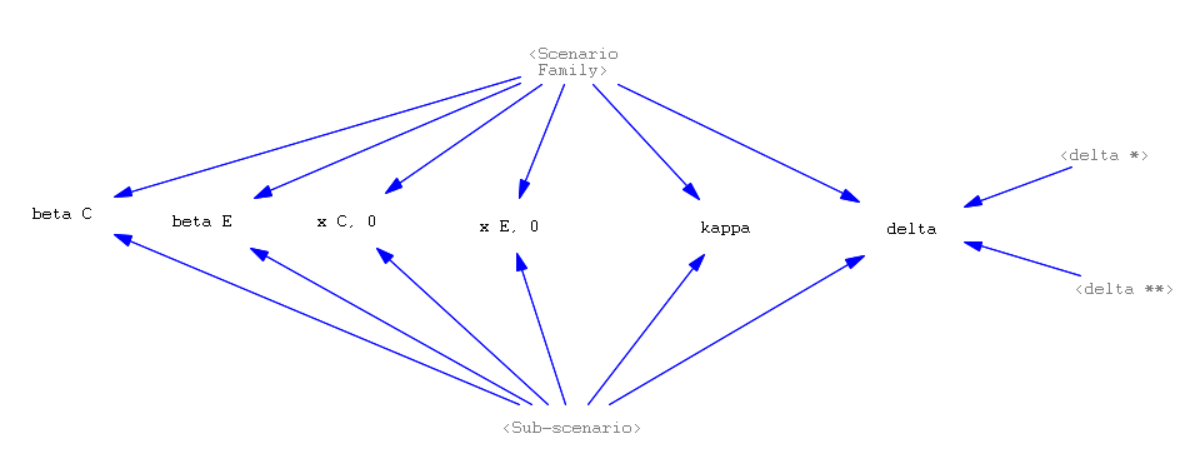 <Scenario
Family>
<delta *>
beta C
beta E
x C, 0
x E, 0
kappa
delta
<delta **>
<Sub-scenario>